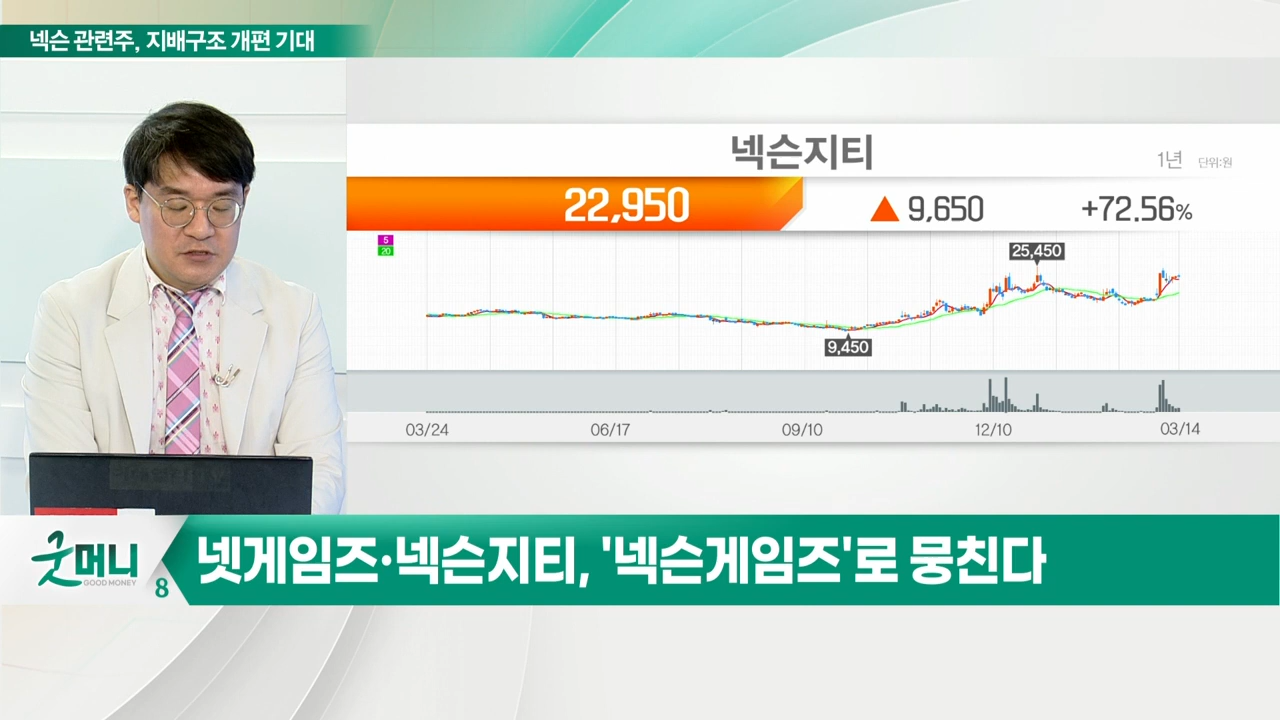 넥슨 관련주, 지배구조 개편 기대
넥슨지티
1년 단위:원
22,950 ▲ 9,650 +72.56%
5
20
25,450
9,450
03/24 06/17 09/10 12/10 03/14
굿머니
GOOD MONEY
8
넷게임즈·넥슨지티, '넥슨게임즈'로 뭉친다